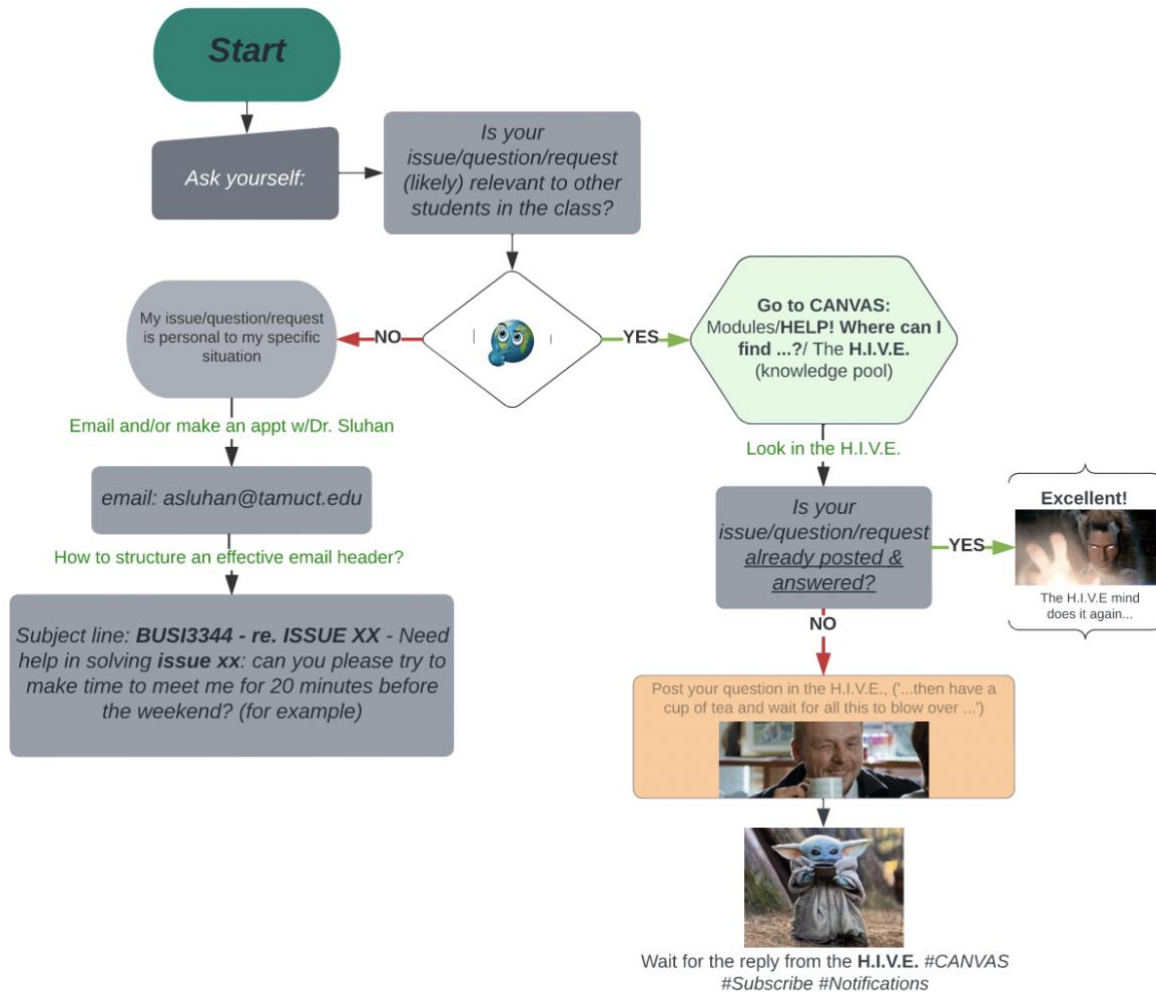 Start
Ask yourself:
Is your
issue/question/request
(likely) relevant to other
students in the class?
My issue/question/request
is personal to my specific
situation
NO
YES
Go to CANVAS:
Modules/HELP! Where can I
find ...?/ The H.I.V.E.
(knowledge pool)
Email and/or make an appt w/Dr. Sluhan
Look in the H.I.V.E.
email: asluhan@tamuct.edu
Is your
issue/question/request
already posted &
answered?
YES
Excellent!
The H.I.V.E mind
does it again...
How to structure an effective email header?
NO
Subject line: BUSI3344 - re. ISSUE XX - Need
help in solving issue xx: can you please try to
make time to meet me for 20 minutes before
the weekend? (for example)
Post your question in the H.I.V.E., ('...then have a
cup of tea and wait for all this to blow over ...')
Wait for the reply from the H.I.V.E. #CANVAS
#Subscribe #Notifications